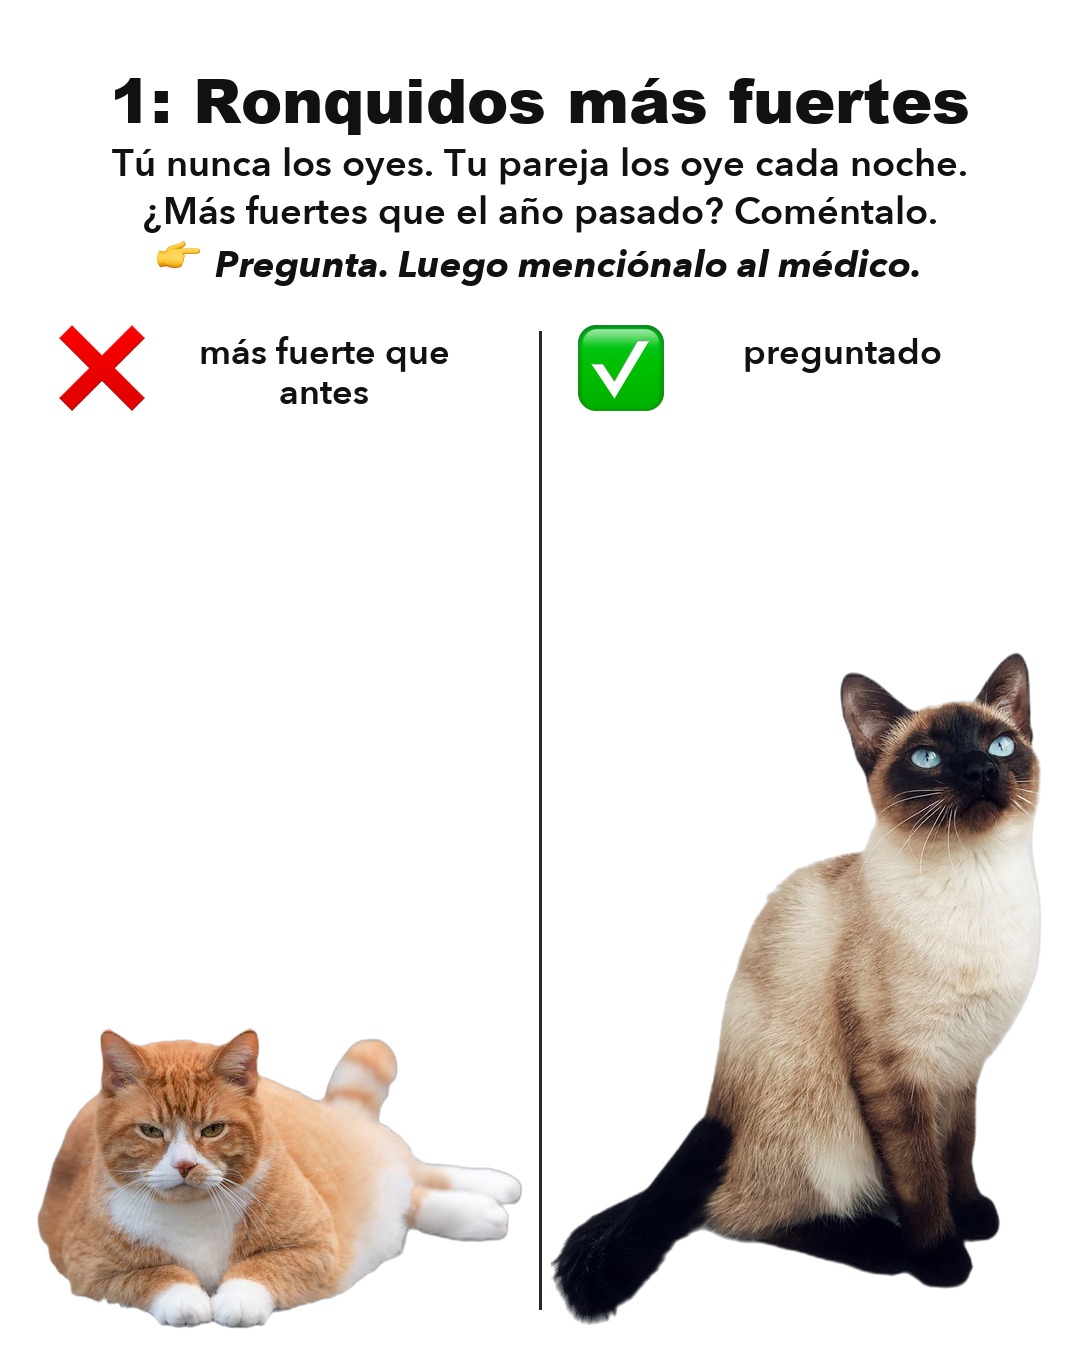 1: Ronquidos más fuertes
Tú nunca los oyes. Tu pareja los oye cada noche.
¿Más fuertes que el año pasado? Coméntalo.
👉 Pregunta. Luego menciónalo al médico.
❌ más fuerte que
antes
✅ preguntado